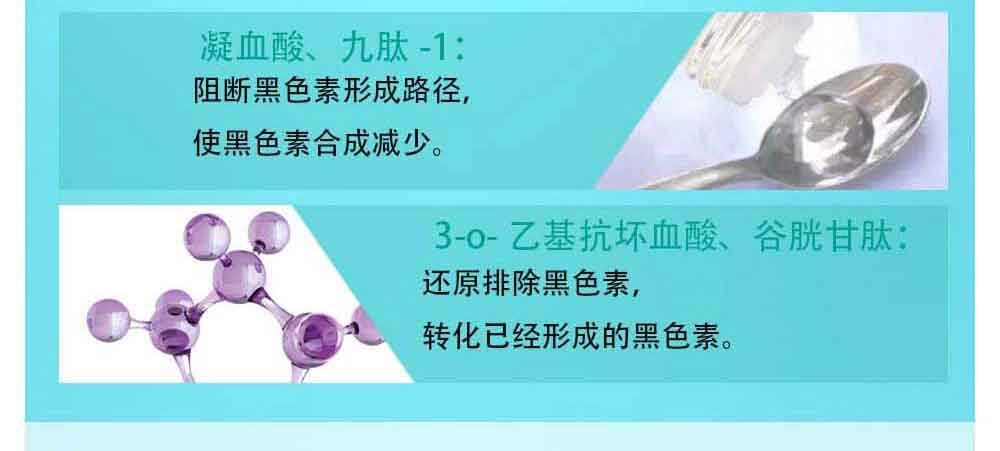 凝血酸、九肽 -1：
阻断黑色素形成路径，
使黑色素合成减少。
3-o- 乙基抗坏血酸、谷胱甘肽：
还原排除黑色素，
转化已经形成的黑色素。